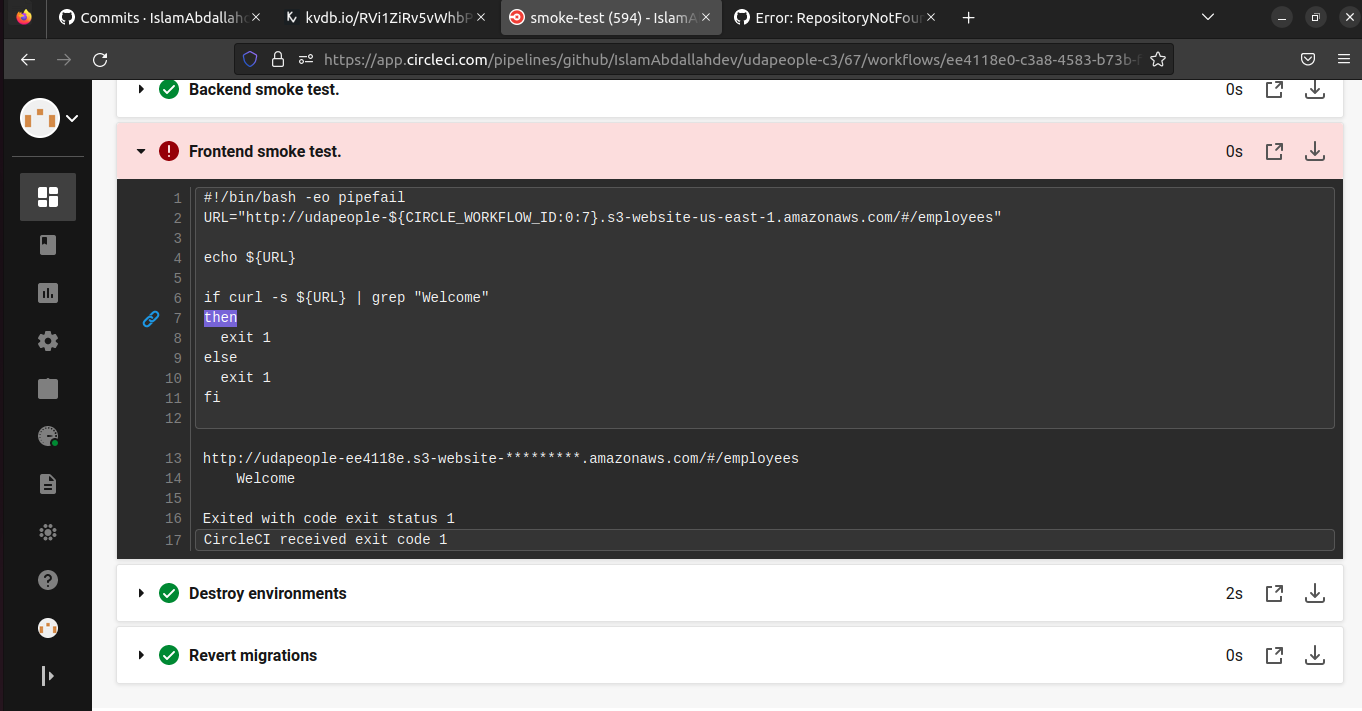 Commits · IslamAbdallah
kvdb.io/RVi1ZiRv5vWhbP
smoke-test (594) - IslamA
Error: RepositoryNotFoun
https://app.circleci.com/pipelines/github/IslamAbdallahdev/udapeople-c3/67/workflows/ee4118e0-c3a8-4583-b73b-f
Backend smoke test. 0s
Frontend smoke test. 0s
1 #!/bin/bash -eo pipefail
2 URL="http://udapeople-${CIRCLE_WORKFLOW_ID:0:7}.s3-website-us-east-1.amazonaws.com/#/employees"
3
4 echo ${URL}
5
6 if curl -s ${URL} | grep "Welcome"
7 then
8   exit 1
9 else
10   exit 1
11 fi
12
13 http://udapeople-ee4118e.s3-website-*********.amazonaws.com/#/employees
14     Welcome
15
16 Exited with code exit status 1
17 CircleCI received exit code 1
Destroy environments 2s
Revert migrations 0s